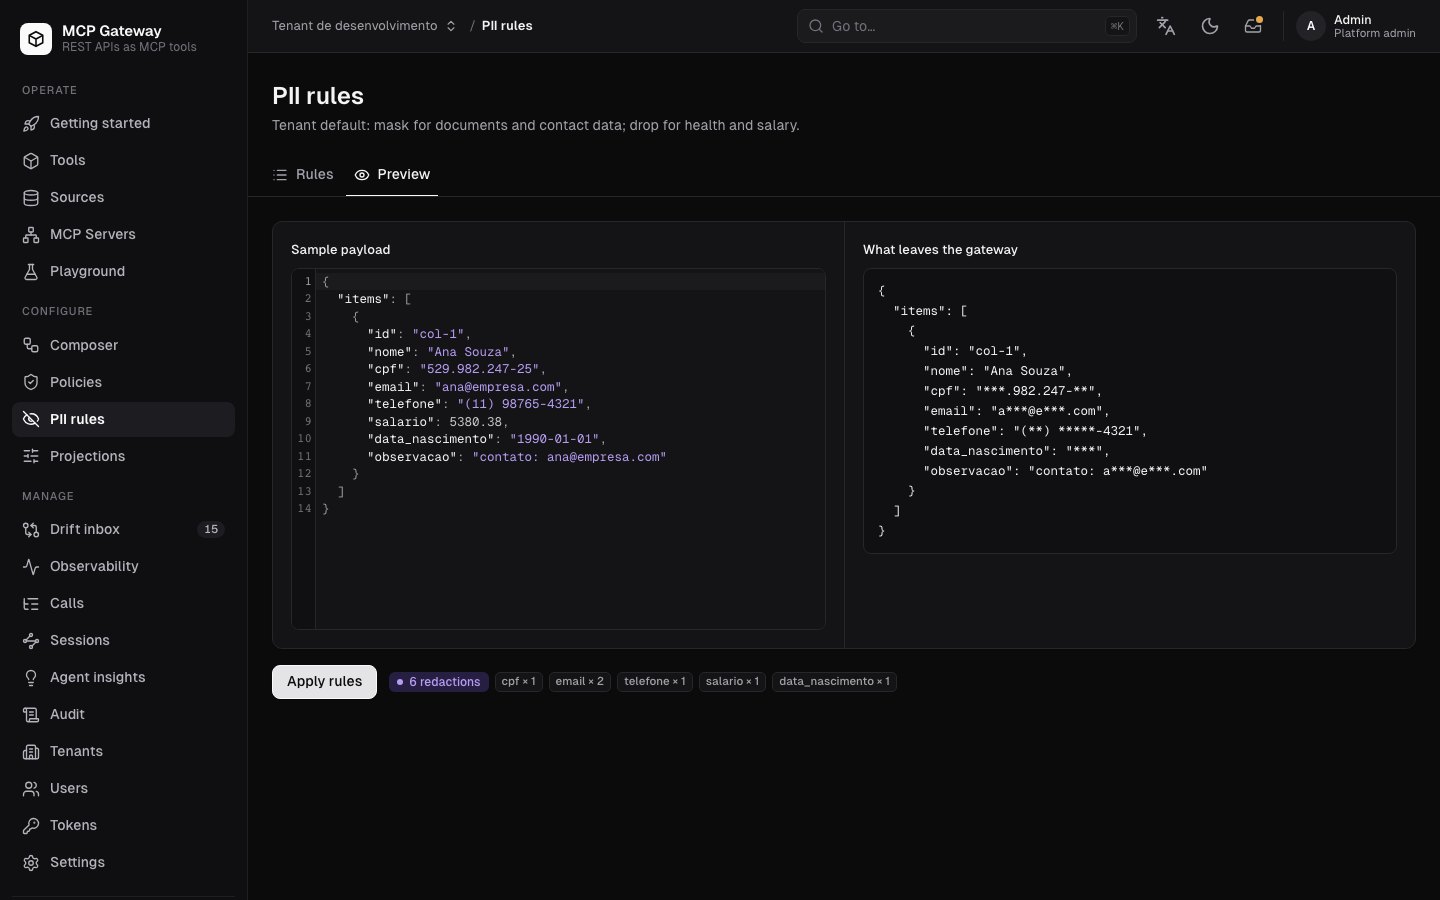 MCP Gateway
REST APIs as MCP tools
OPERATE
Getting started
Tools
Sources
MCP Servers
Playground
CONFIGURE
Composer
Policies
PII rules
Projections
MANAGE
Drift inbox 15
Observability
Calls
Sessions
Agent insights
Audit
Tenants
Users
Tokens
Settings
Tenant de desenvolvimento / PII rules
Go to... ⌘K
A
Admin
Platform admin
PII rules
Tenant default: mask for documents and contact data; drop for health and salary.
Rules Preview
Sample payload
1 {
2 "items": [
3 {
4 "id": "col-1",
5 "nome": "Ana Souza",
6 "cpf": "529.982.247-25",
7 "email": "ana@empresa.com",
8 "telefone": "(11) 98765-4321",
9 "salario": 5380.38,
10 "data_nascimento": "1990-01-01",
11 "observacao": "contato: ana@empresa.com"
12 }
13 ]
14 }
What leaves the gateway
{
"items": [
{
"id": "col-1",
"nome": "Ana Souza",
"cpf": "***.982.247-**",
"email": "a***@e***.com",
"telefone": "(**) *****-4321",
"data_nascimento": "***",
"observacao": "contato: a***@e***.com"
}
]
}
Apply rules 6 redactions cpf × 1 email × 2 telefone × 1 salario × 1 data_nascimento × 1